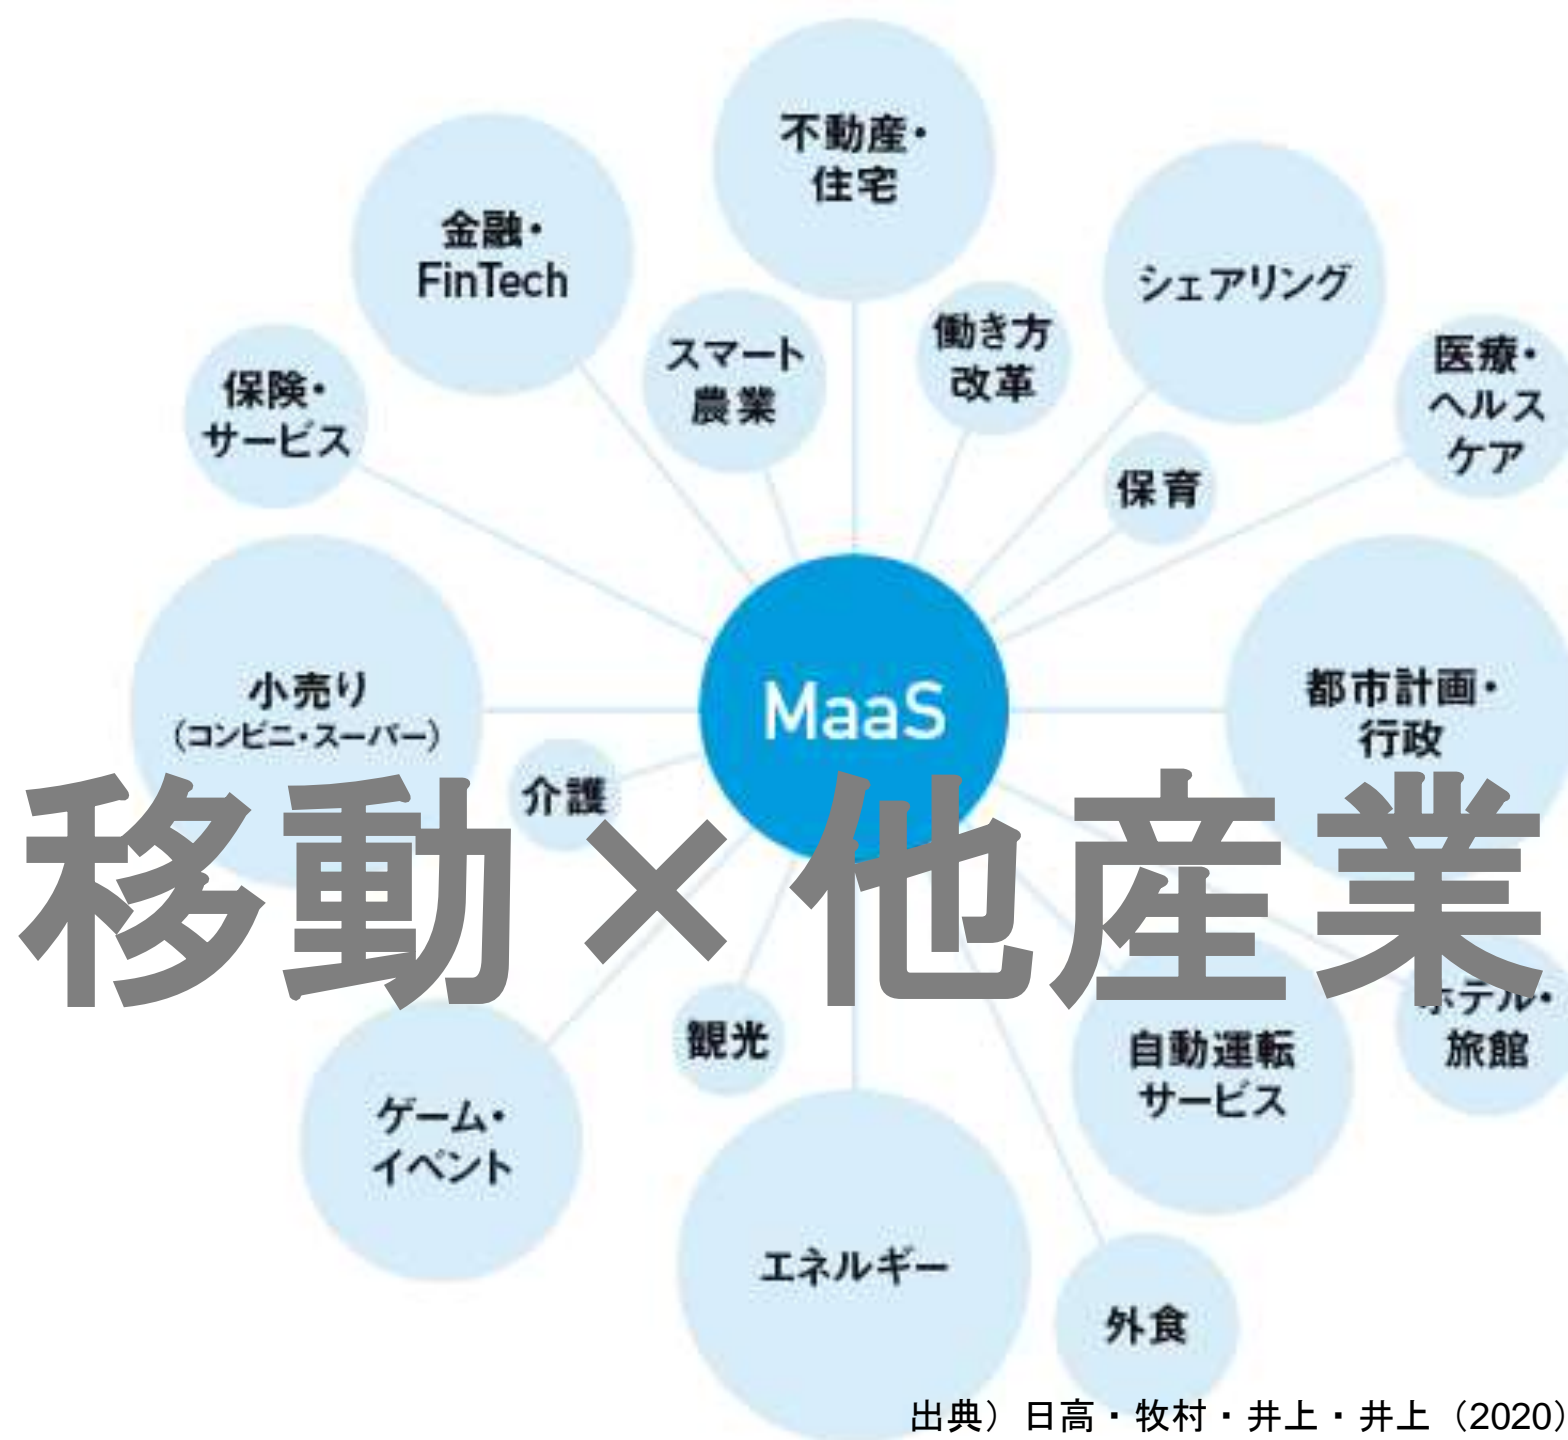 不動産・
住宅
金融・
FinTech
シェアリング
スマート
農業
働き方
改革
医療・
ヘルス
ケア
保険・
サービス
保育
小売り
（コンビニ・スーパー）
MaaS
都市計画・
行政
介護
移動×他産業
観光
自動運転
サービス
ホテル・
旅館
ゲーム・
イベント
エネルギー
外食
出典）日高・牧村・井上・井上（2020）